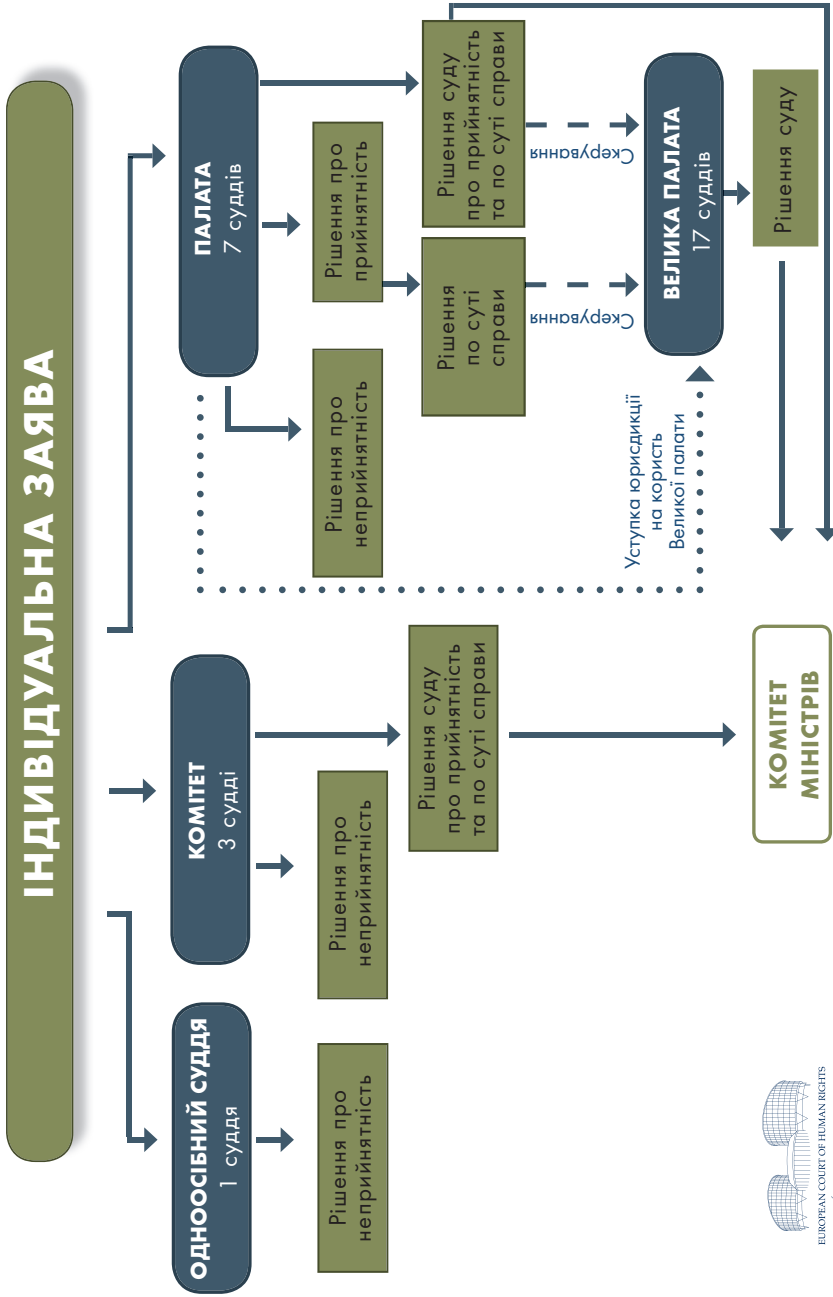 ІНДИВІДУАЛЬНА ЗАЯВА
ОДНООСІБНИЙ СУДДЯ
1 суддя
Рішення про
неприйнятність
КОМІТЕТ
3 судді
Рішення про
неприйнятність
Рішення суду
про прийнятність
та по суті справи
ПАЛАТА
7 суддів
Рішення про
неприйнятність
Рішення про
прийнятність
Рішення
по суті
справи
Рішення суду
про прийнятність
та по суті справи
Скерування
Скерування
Уступка юрисдикції
на користь
Великої палати
ВЕЛИКА ПАЛАТА
17 суддів
Рішення суду
КОМІТЕТ
МІНІСТРІВ
EUROPEAN COURT OF HUMAN RIGHTS